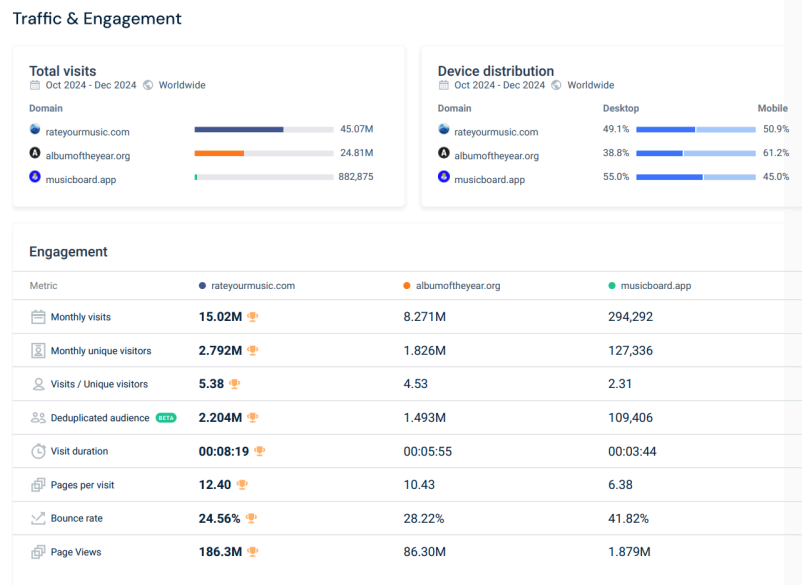 Traffic & Engagement
Total visits
Oct 2024 - Dec 2024 Worldwide
Domain
rateyourmusic.com 45.07M
albumoftheyear.org 24.81M
musicboard.app 882,875
Device distribution
Oct 2024 - Dec 2024 Worldwide
Domain Desktop Mobile
rateyourmusic.com 49.1% 50.9%
albumoftheyear.org 38.8% 61.2%
musicboard.app 55.0% 45.0%
Engagement
Metric rateyourmusic.com albumoftheyear.org musicboard.app
Monthly visits 15.02M 8.271M 294,292
Monthly unique visitors 2.792M 1.826M 127,336
Visits / Unique visitors 5.38 4.53 2.31
Deduplicated audience BETA 2.204M 1.493M 109,406
Visit duration 00:08:19 00:05:55 00:03:44
Pages per visit 12.40 10.43 6.38
Bounce rate 24.56% 28.22% 41.82%
Page Views 186.3M 86.30M 1.879M